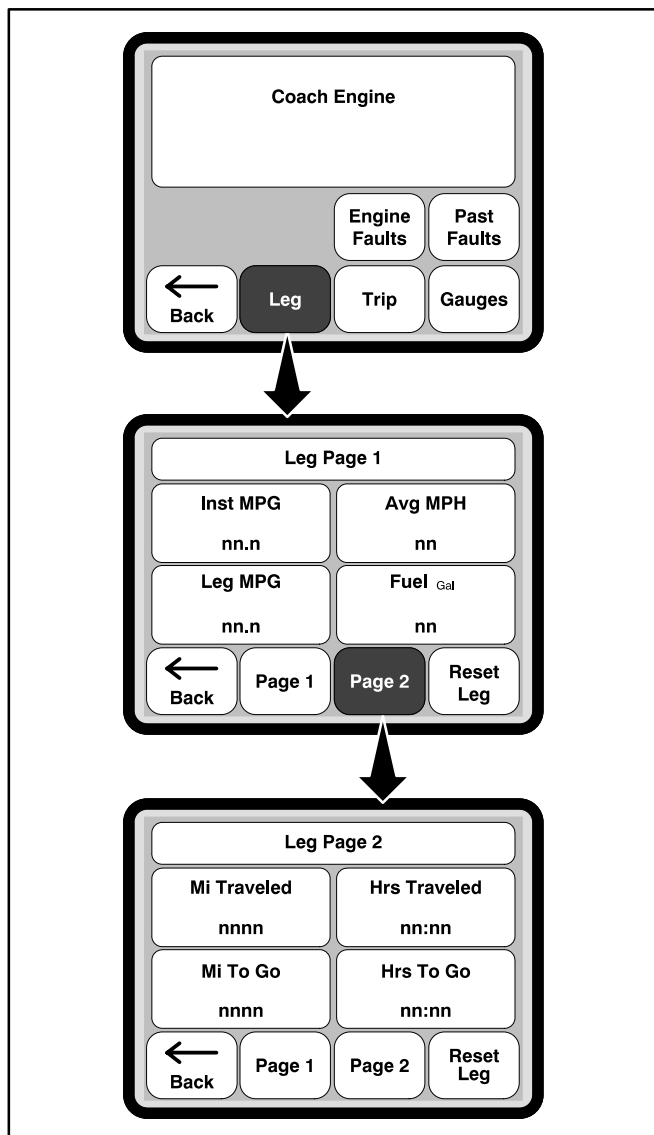 Coach Engine
Engine Faults
Past Faults
Back
Leg
Trip
Gauges
Leg Page 1
Inst MPG
nn.n
Avg MPH
nn
Leg MPG
nn.n
Fuel Gal
nn
Back
Page 1
Page 2
Reset Leg
Leg Page 2
Mi Traveled
nnnn
Hrs Traveled
nn:nn
Mi To Go
nnnn
Hrs To Go
nn:nn
Back
Page 1
Page 2
Reset Leg